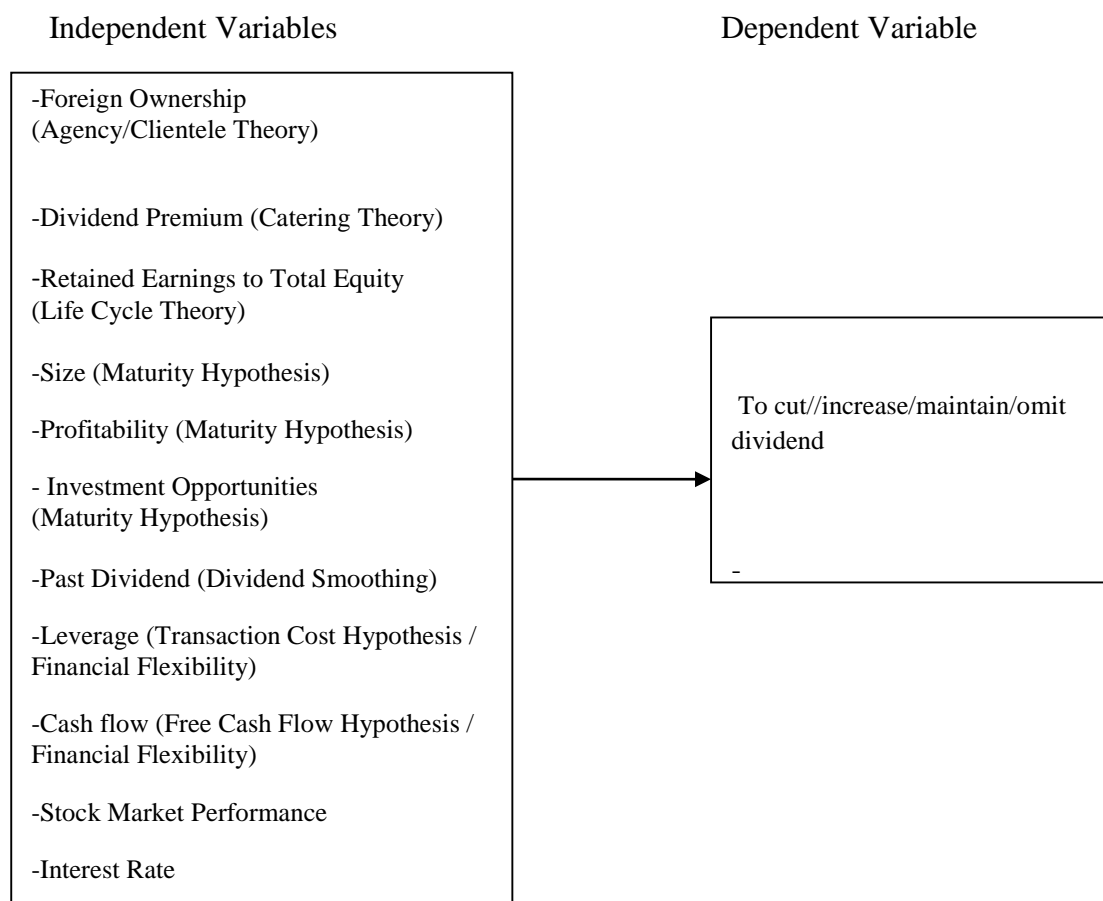 Independent Variables
Dependent Variable
-Foreign Ownership
(Agency/Clientele Theory)
-Dividend Premium (Catering Theory)
-Retained Earnings to Total Equity
(Life Cycle Theory)
-Size (Maturity Hypothesis)
-Profitability (Maturity Hypothesis)
- Investment Opportunities
(Maturity Hypothesis)
-Past Dividend (Dividend Smoothing)
-Leverage (Transaction Cost Hypothesis /
Financial Flexibility)
-Cash flow (Free Cash Flow Hypothesis /
Financial Flexibility)
-Stock Market Performance
-Interest Rate
To cut//increase/maintain/omit
dividend
-